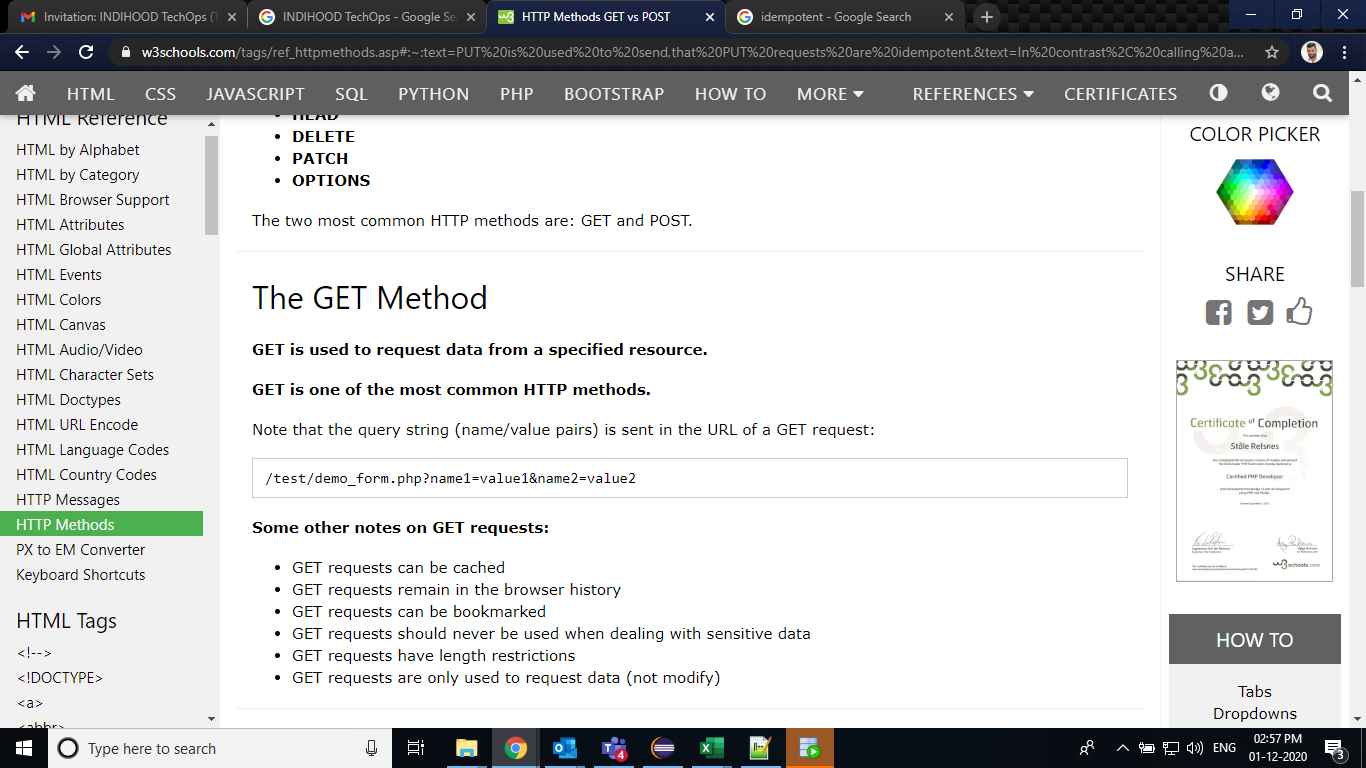 Invitation: INDIHOOD TechOps (
INDIHOOD TechOps - Google Se
HTTP Methods GET vs POST
idempotent - Google Search
w3schools.com/tags/ref_httpmethods.asp#:~:text=PUT%20is%20used%20to%20send,that%20PUT%20requests%20are%20idempotent.&text=In%20contrast%2C%20calling%20a...
HTML CSS JAVASCRIPT SQL PYTHON PHP BOOTSTRAP HOW TO MORE REFERENCES CERTIFICATES
HTML Reference
HTML by Alphabet
HTML by Category
HTML Browser Support
HTML Attributes
HTML Global Attributes
HTML Events
HTML Colors
HTML Canvas
HTML Audio/Video
HTML Character Sets
HTML Doctypes
HTML URL Encode
HTML Language Codes
HTML Country Codes
HTTP Messages
HTTP Methods
PX to EM Converter
Keyboard Shortcuts
HTML Tags
<!-->
<!DOCTYPE>
<a>
<abbr>
HEAD
DELETE
PATCH
OPTIONS
The two most common HTTP methods are: GET and POST.
The GET Method
GET is used to request data from a specified resource.
GET is one of the most common HTTP methods.
Note that the query string (name/value pairs) is sent in the URL of a GET request:
/test/demo_form.php?name1=value1&name2=value2
Some other notes on GET requests:
GET requests can be cached
GET requests remain in the browser history
GET requests can be bookmarked
GET requests should never be used when dealing with sensitive data
GET requests have length restrictions
GET requests are only used to request data (not modify)
COLOR PICKER
SHARE
Certificate of Completion
Ståle Refsnes
Certified PHP Developer
w3schools.com
HOW TO
Tabs
Dropdowns
Type here to search
4
ENG
02:57 PM
01-12-2020
3